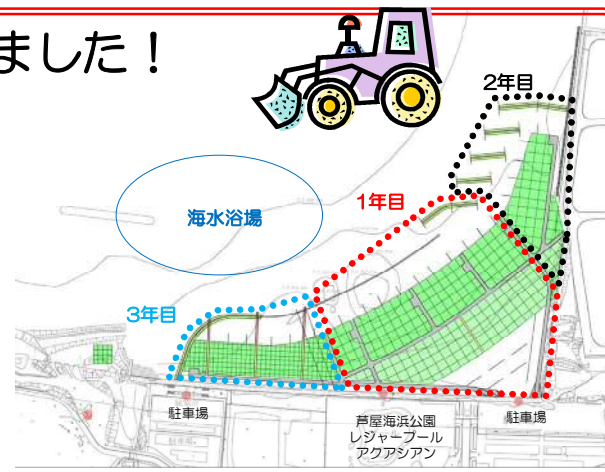 ました！
2年目
1年目
海水浴場
3年目
駐車場
芦屋海浜公園
レジャープール
アクアシアン
駐車場